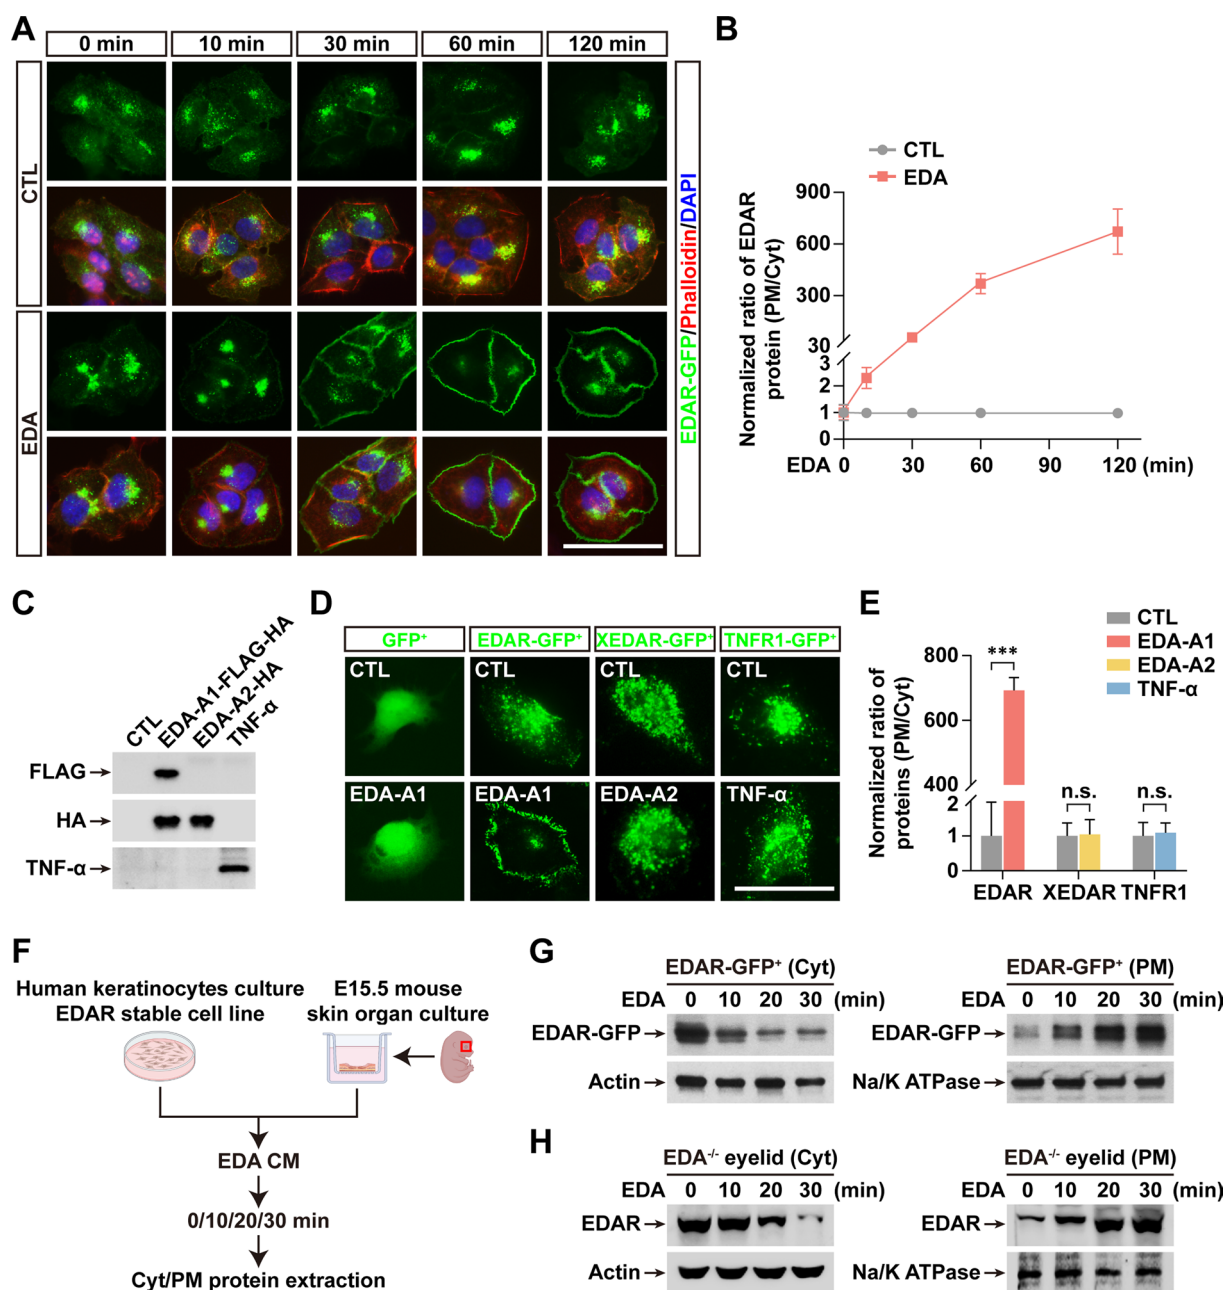 A
0 min
10 min
30 min
60 min
120 min
CTL
EDA
EDAR-GFP/Phalloidin/DAPI
B
CTL
EDA
Normalized ratio of EDAR
protein (PM/Cyt)
900
600
300
30
3
2
1
0
EDA 0 30 60 90 120 (min)
C
CTL
EDA-A1-FLAG-HA
EDA-A2-HA
TNF-α
FLAG
HA
TNF-α
D
GFP⁺
EDAR-GFP⁺
XEDAR-GFP⁺
TNFR1-GFP⁺
CTL
CTL
CTL
CTL
EDA-A1
EDA-A1
EDA-A2
TNF-α
E
CTL
EDA-A1
EDA-A2
TNF-α
Normalized ratio of
proteins (PM/Cyt)
800
600
400
2
1
0
***
n.s.
n.s.
EDAR XEDAR TNFR1
F
Human keratinocytes culture
EDAR stable cell line
E15.5 mouse
skin organ culture
EDA CM
0/10/20/30 min
Cyt/PM protein extraction
G
EDAR-GFP⁺ (Cyt)
EDA 0 10 20 30 (min)
EDAR-GFP
Actin
EDAR-GFP⁺ (PM)
EDA 0 10 20 30 (min)
EDAR-GFP
Na/K ATPase
H
EDA⁻/⁻ eyelid (Cyt)
EDA 0 10 20 30 (min)
EDAR
Actin
EDA⁻/⁻ eyelid (PM)
EDA 0 10 20 30 (min)
EDAR
Na/K ATPase